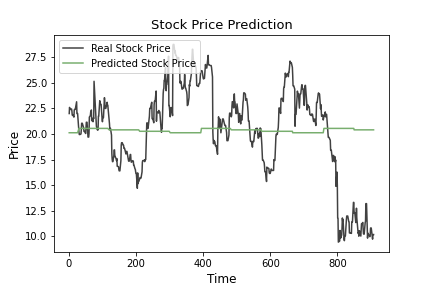 Stock Price Prediction
Real Stock Price
Predicted Stock Price
Price
27.5
25.0
22.5
20.0
17.5
15.0
12.5
10.0
0 200 400 600 800
Time